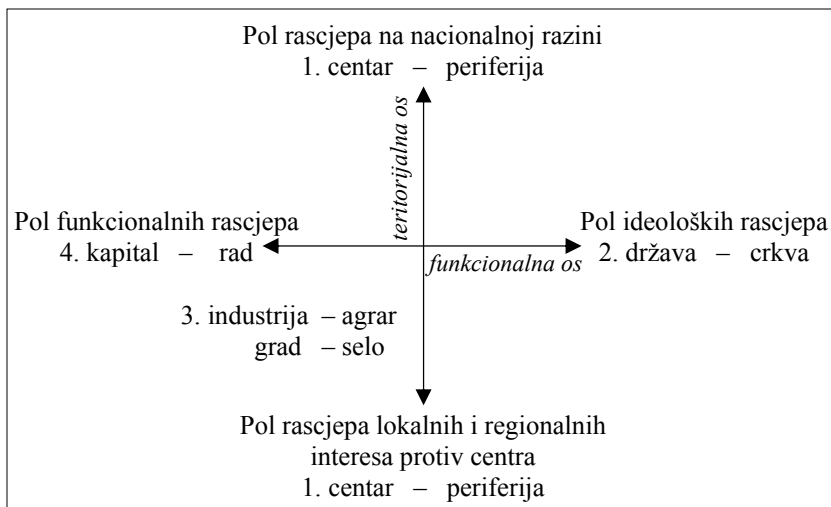 Pol rascjepa na nacionalnoj razini
1. centar – periferija
teritorijalna os
Pol funkcionalnih rascjepa
4. kapital – rad
Pol ideoloških rascjepa
2. država – crkva
funkcionalna os
3. industrija – agrar
grad – selo
Pol rascjepa lokalnih i regionalnih
interesa protiv centra
1. centar – periferija